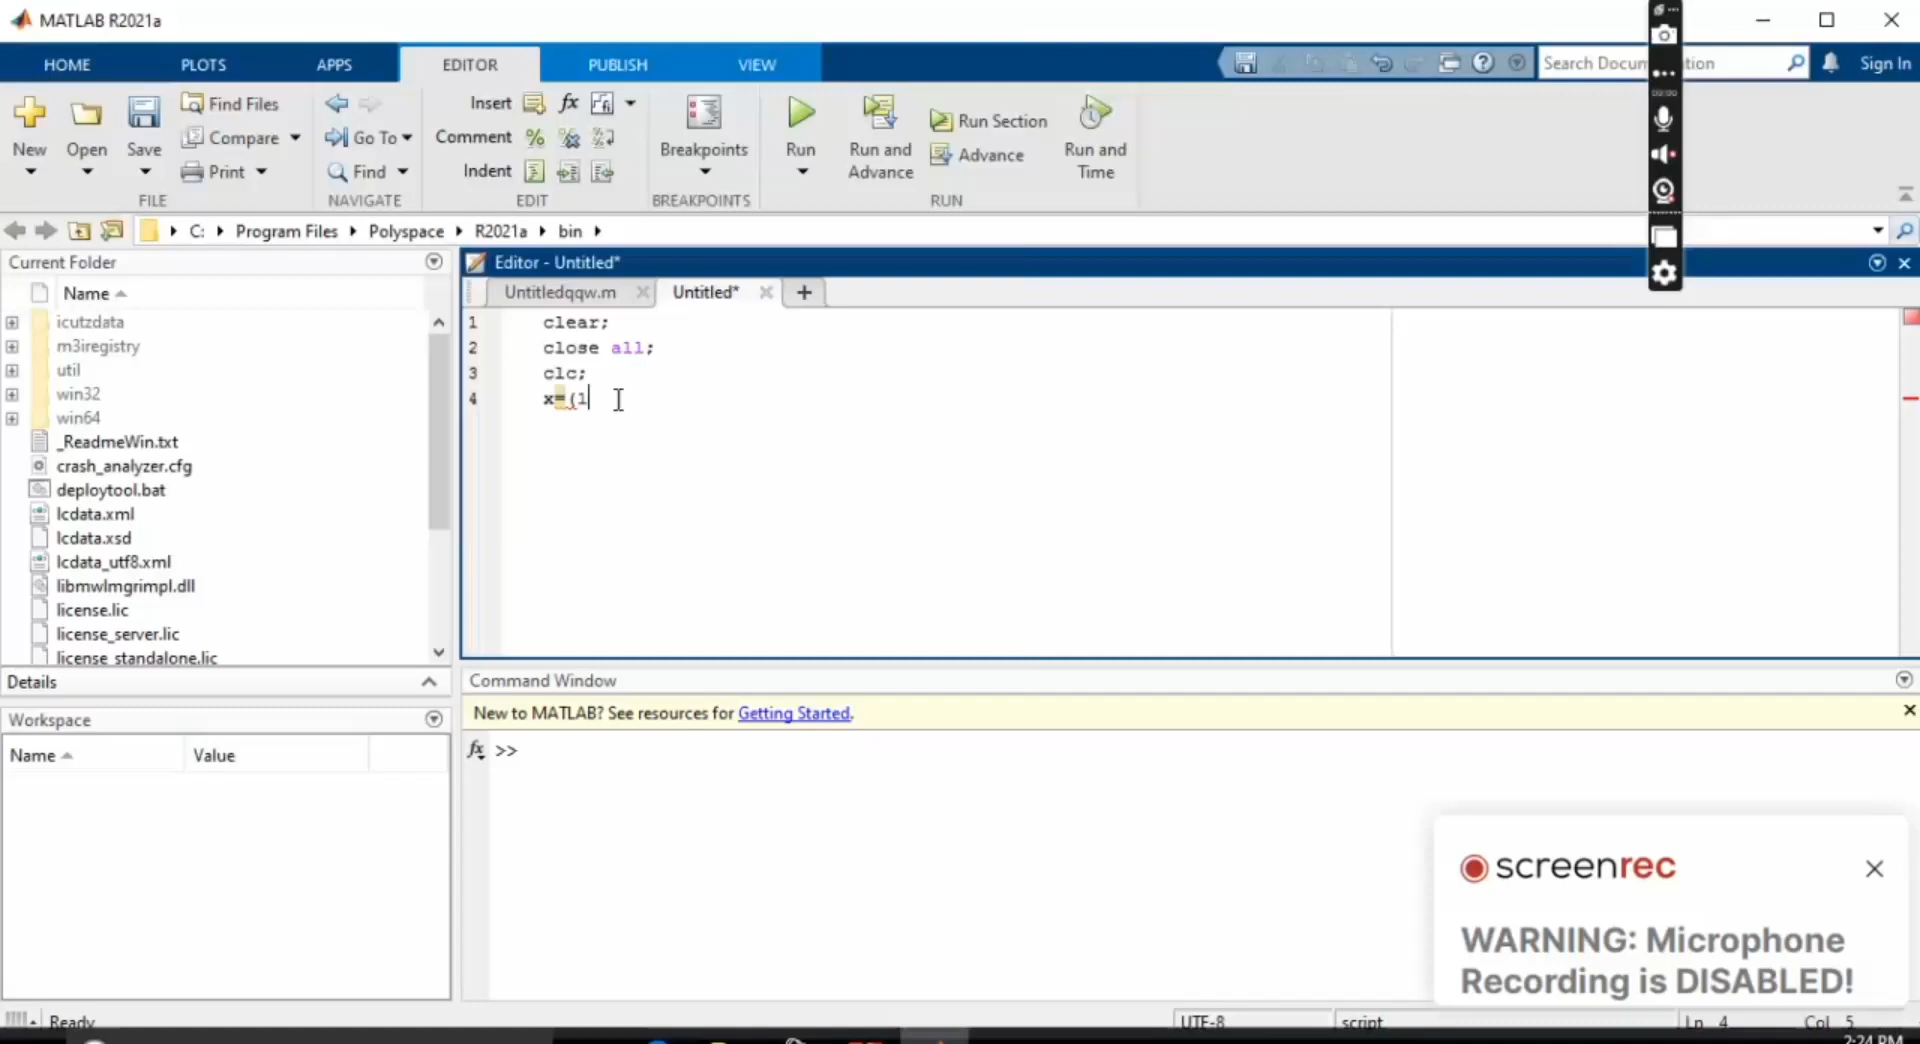 MATLAB R2021a
HOME PLOTS APPS EDITOR PUBLISH VIEW Search Documentation Sign In
New Open Save Find Files Compare Print
Go To Find
Insert fx Comment % Indent
Breakpoints
Run Run and Advance Run Section Advance Run and Time
FILE NAVIGATE EDIT BREAKPOINTS RUN
C: Program Files Polyspace R2021a bin
Current Folder
Name
icutzdata
m3iregistry
util
win32
win64
_ReadmeWin.txt
crash_analyzer.cfg
deploytool.bat
lcdata.xml
lcdata.xsd
lcdata_utf8.xml
libmwlmgrimpl.dll
license.lic
license_server.lic
license_standalone.lic
Details
Workspace
Name Value
Editor - Untitled*
Untitledqqw.m Untitled* +
1 clear;
2 close all;
3 clc;
4 x=(1
Command Window
New to MATLAB? See resources for Getting Started.
fx >>
screenrec
WARNING: Microphone
Recording is DISABLED!
Ready UTF-8 script Ln 4 Col 5
2:24 PM